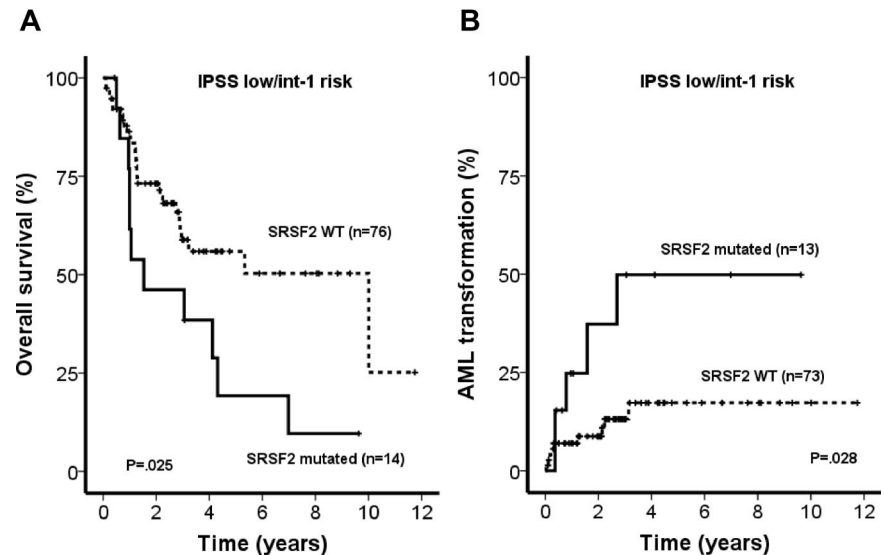 A
IPSS low/int-1 risk
Overall survival (%)
100
75
50
25
0
SRSF2 WT (n=76)
SRSF2 mutated (n=14)
P=.025
0 2 4 6 8 10 12
Time (years)
B
IPSS low/int-1 risk
AML transformation (%)
100
75
50
25
0
SRSF2 mutated (n=13)
SRSF2 WT (n=73)
P=.028
0 2 4 6 8 10 12
Time (years)